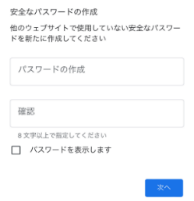 安全なパスワードの作成
他のウェブサイトで使用していない安全なパスワー
ドを新たに作成してください
パスワードの作成
確認
8 文字以上で指定してください
パスワードを表示します
次へ